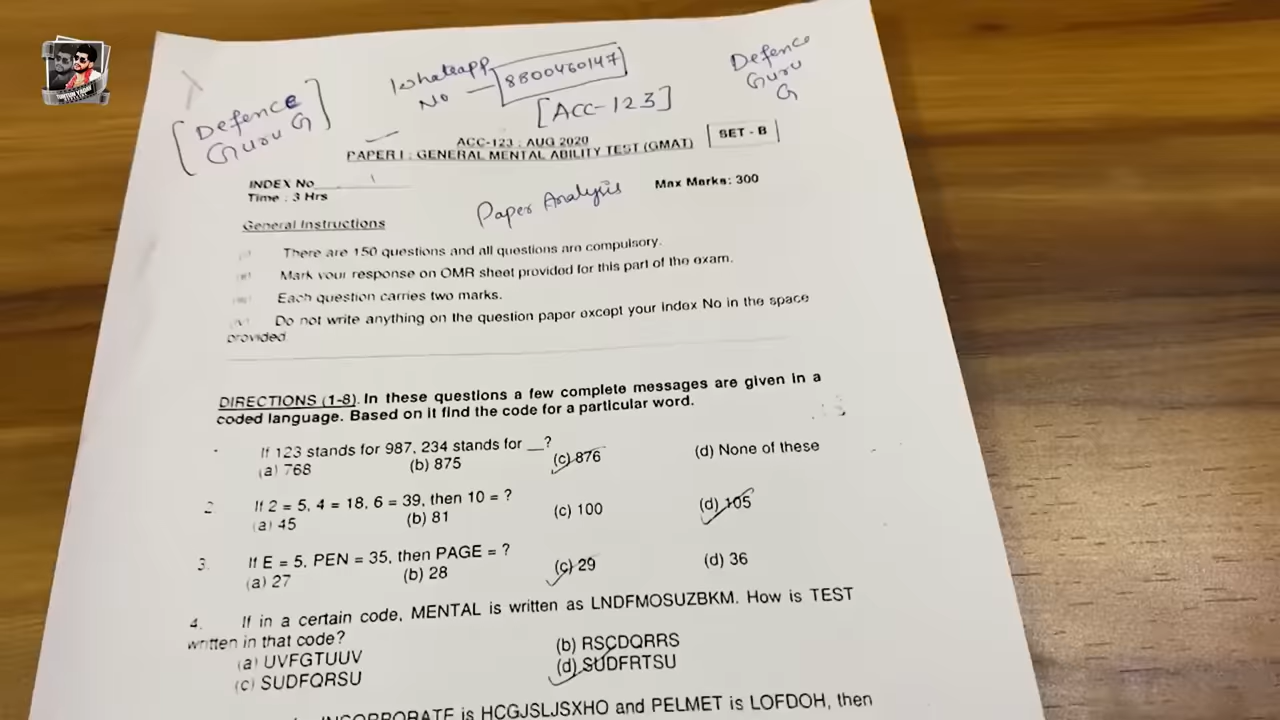 [Defence
Guru G]
Whatsapp
No — 8800460147
[ACC-123]
Defence
Guru
G
ACC-123 : AUG 2020
PAPER I : GENERAL MENTAL ABILITY TEST (GMAT)
SET - B
INDEX No
Time : 3 Hrs
Max Marks: 300
Paper Analysis
General Instructions
There are 150 questions and all questions are compulsory.
Mark your response on OMR sheet provided for this part of the exam.
Each question carries two marks.
Do not write anything on the question paper except your index No in the space
provided
DIRECTIONS (1-8). In these questions a few complete messages are given in a
coded language. Based on it find the code for a particular word.
If 123 stands for 987, 234 stands for __?
(a) 768 (b) 875 (c) 876 (d) None of these
2 If 2 = 5, 4 = 18, 6 = 39, then 10 = ?
(a) 45 (b) 81 (c) 100 (d) 105
3. If E = 5, PEN = 35, then PAGE = ?
(a) 27 (b) 28 (c) 29 (d) 36
4. If in a certain code, MENTAL is written as LNDFMOSUZBKM. How is TEST
written in that code?
(a) UVFGTUUV (b) RSCDQRRS
(c) SUDFQRSU (d) SUDFRTSU
INCORPORATE is HCGJSLJSXHO and PELMET is LOFDOH, then